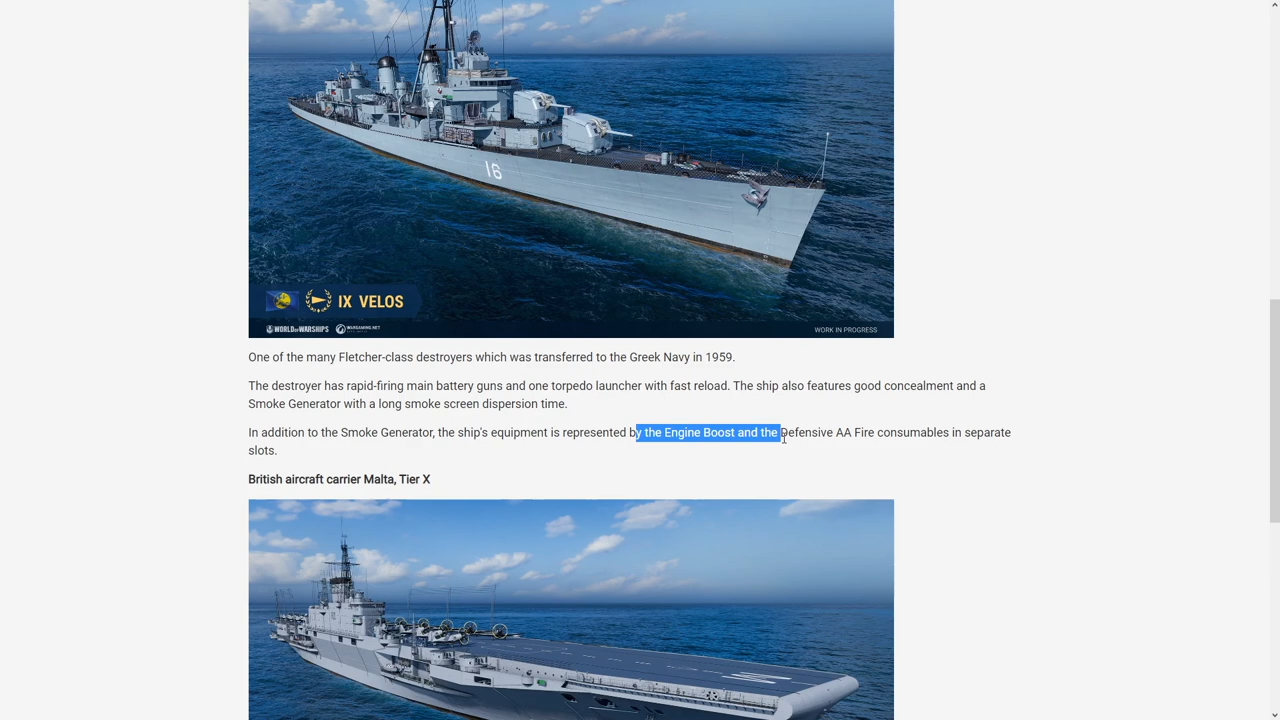 16
IX VELOS
WORLD OF WARSHIPS WARGAMING.NET
WORK IN PROGRESS
One of the many Fletcher-class destroyers which was transferred to the Greek Navy in 1959.
The destroyer has rapid-firing main battery guns and one torpedo launcher with fast reload. The ship also features good concealment and a
Smoke Generator with a long smoke screen dispersion time.
In addition to the Smoke Generator, the ship's equipment is represented by the Engine Boost and the Defensive AA Fire consumables in separate
slots.
British aircraft carrier Malta, Tier X
M